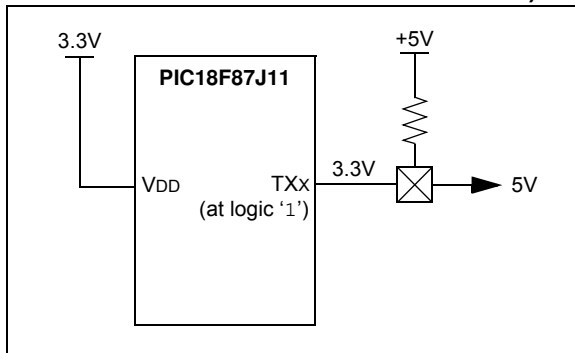 3.3V
+5V
PIC18F87J11
VDD
TXX
3.3V
5V
(at logic ‘1’)